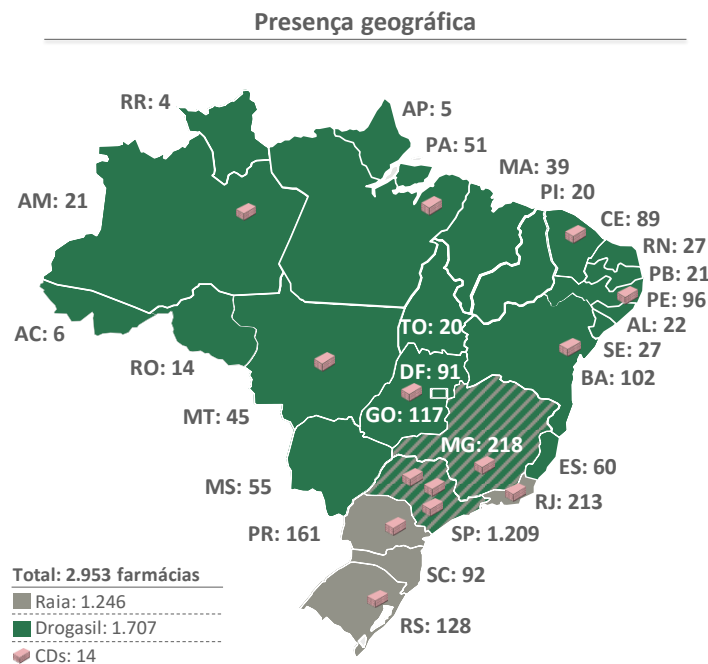 Presença geográfica
RR: 4
AP: 5
PA: 51
MA: 39
AM: 21
PI: 20
CE: 89
RN: 27
PB: 21
PE: 96
AC: 6
TO: 20
AL: 22
RO: 14
SE: 27
DF: 91
BA: 102
MT: 45
GO: 117
MG: 218
ES: 60
MS: 55
RJ: 213
PR: 161
SP: 1.209
SC: 92
RS: 128
Total: 2.953 farmácias
Raia: 1.246
Drogasil: 1.707
CDs: 14